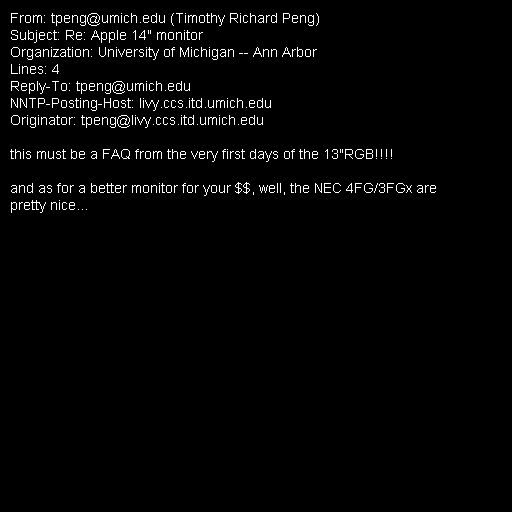 From: tpeng@umich.edu (Timothy Richard Peng)
Subject: Re: Apple 14" monitor
Organization: University of Michigan -- Ann Arbor
Lines: 4
Reply-To: tpeng@umich.edu
NNTP-Posting-Host: livy.ccs.itd.umich.edu
Originator: tpeng@livy.ccs.itd.umich.edu

this must be a FAQ from the very first days of the 13"RGB!!!!

and as for a better monitor for your $$, well, the NEC 4FG/3FGx are
pretty nice...